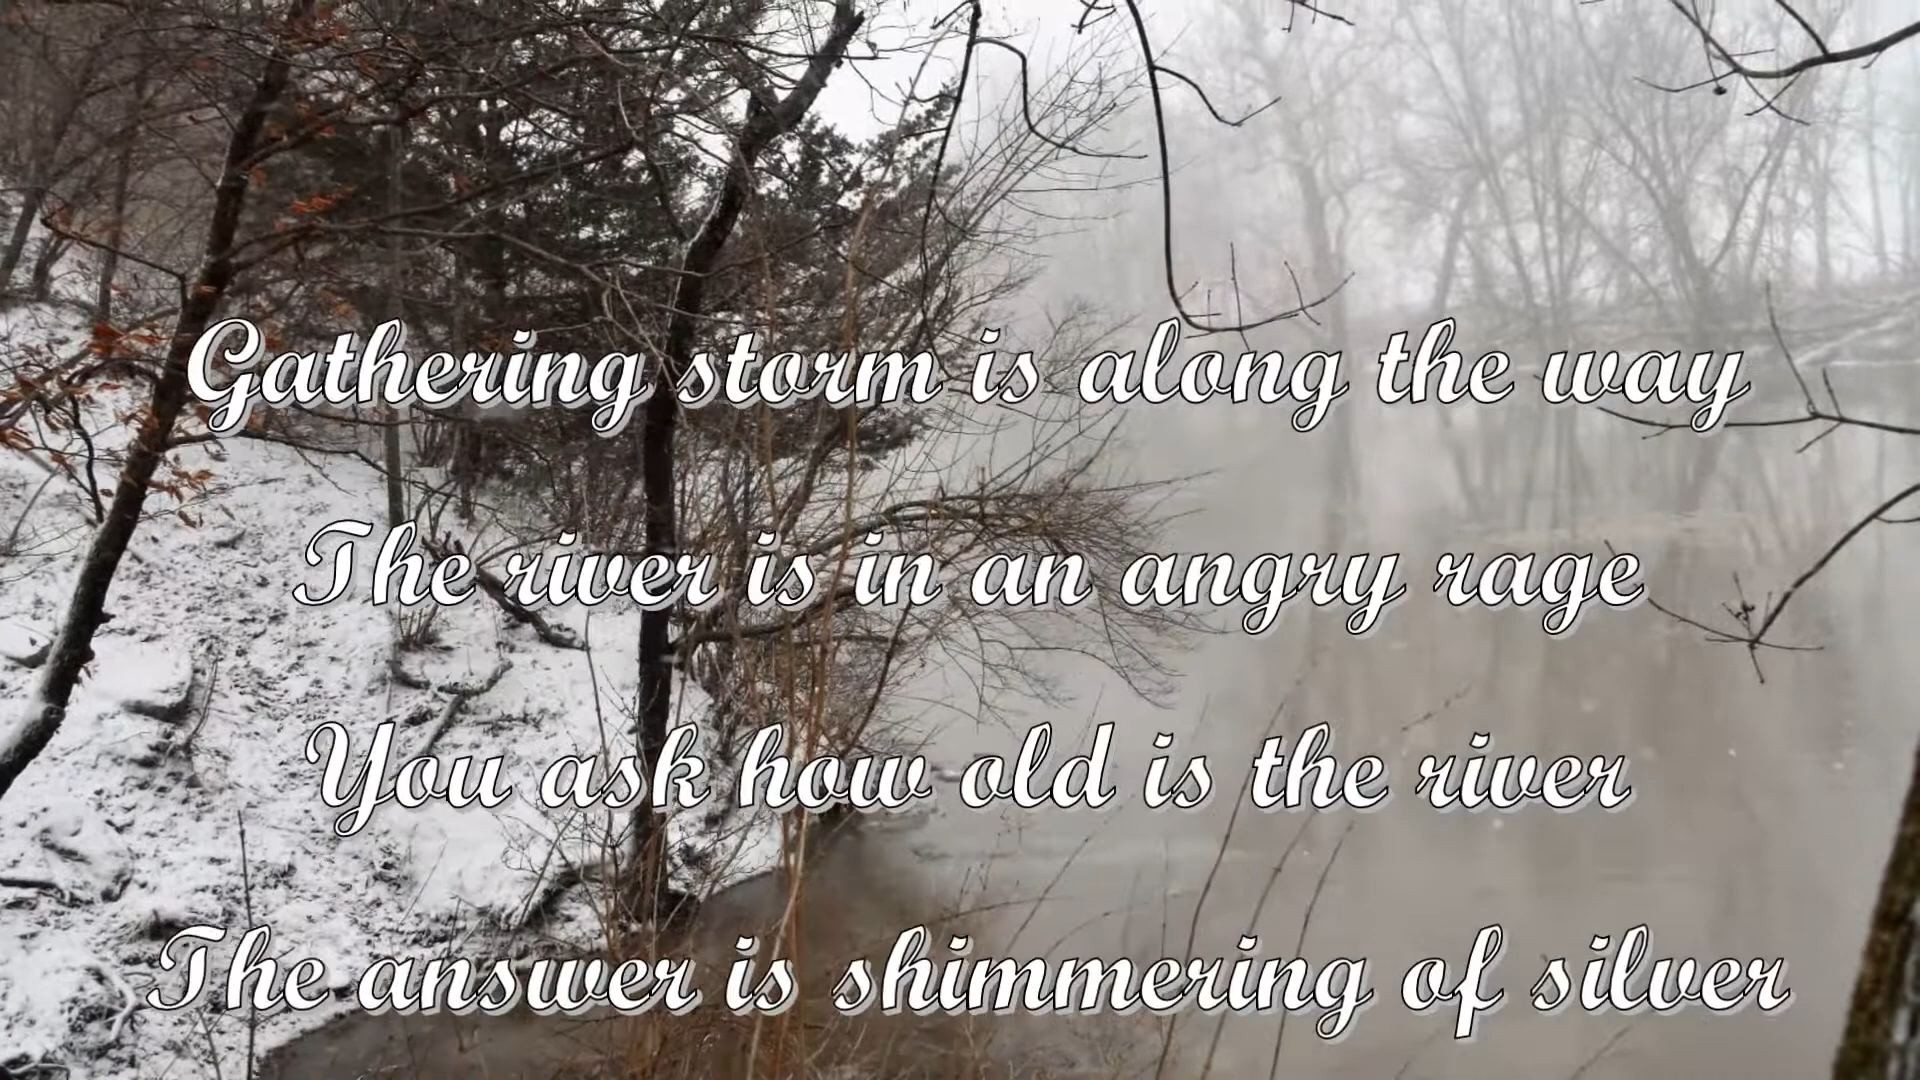 Gathering storm is along the way
The river is in an angry rage
You ask how old is the river
The answer is shimmering of silver